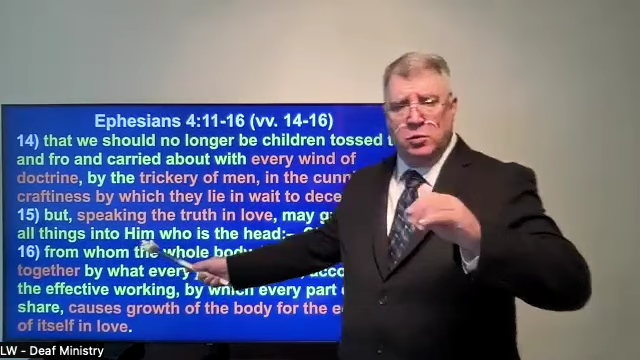 Ephesians 4:11-16 (vv. 14-16)
14) that we should no longer be children tossed
and fro and carried about with every wind of
doctrine, by the trickery of men, in the
craftiness by which they lie in wait to
15) but, speaking the truth in love, may
all things into Him who is the head:–
16) from whom the whole body
together by what every
the effective working, by which every part
share, causes growth of the body for the
of itself in love.
LW - Deaf Ministry